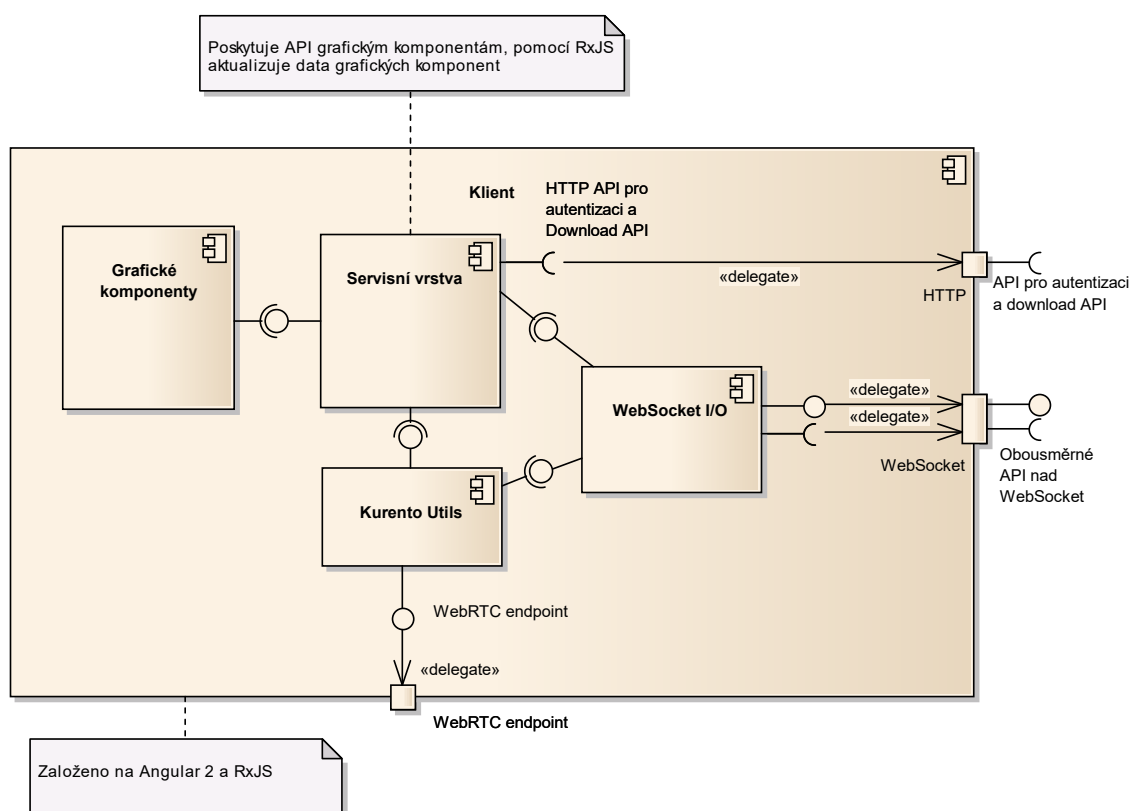 Poskytuje API grafickým komponentám, pomocí RxJS
aktualizuje data grafických komponent
Klient
HTTP API pro
autentizaci a
Download API
Grafické
komponenty
Servisní vrstva
«delegate»
HTTP
API pro autentizaci
a download API
WebSocket I/O
«delegate»
«delegate»
WebSocket
Obousměrné
API nad
WebSocket
Kurento Utils
WebRTC endpoint
«delegate»
WebRTC endpoint
Založeno na Angular 2 a RxJS